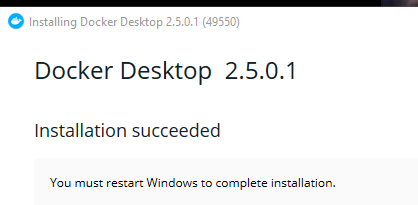 Installing Docker Desktop 2.5.0.1 (49550)
Docker Desktop 2.5.0.1
Installation succeeded
You must restart Windows to complete installation.